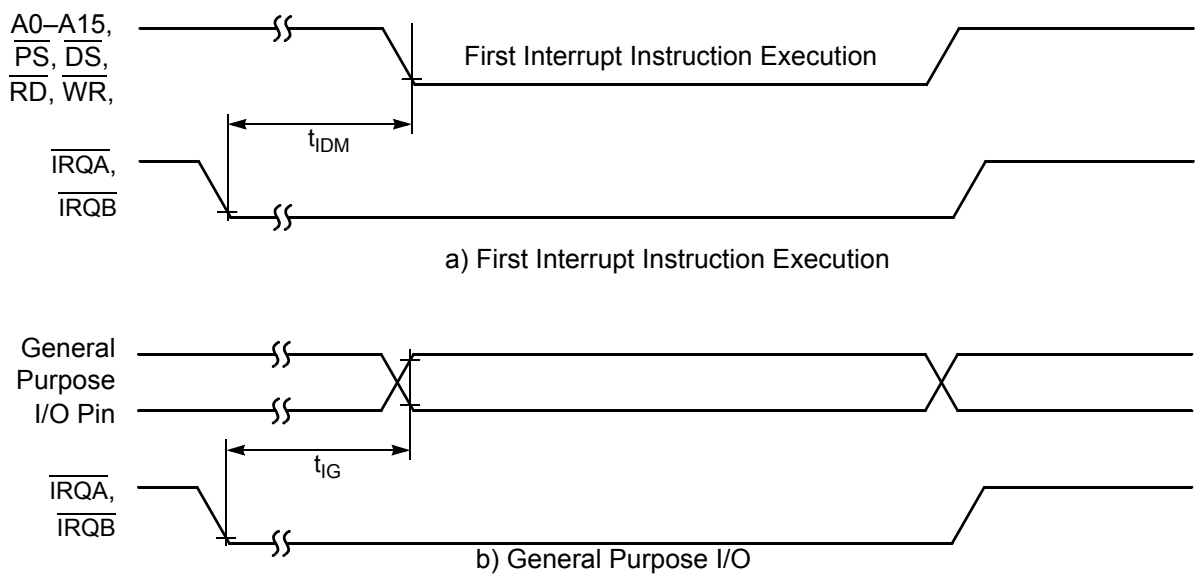 A0–A15,
PS, DS,
RD, WR,
First Interrupt Instruction Execution
tIDM
IRQA,
IRQB
a) First Interrupt Instruction Execution
General
Purpose
I/O Pin
tIG
IRQA,
IRQB
b) General Purpose I/O